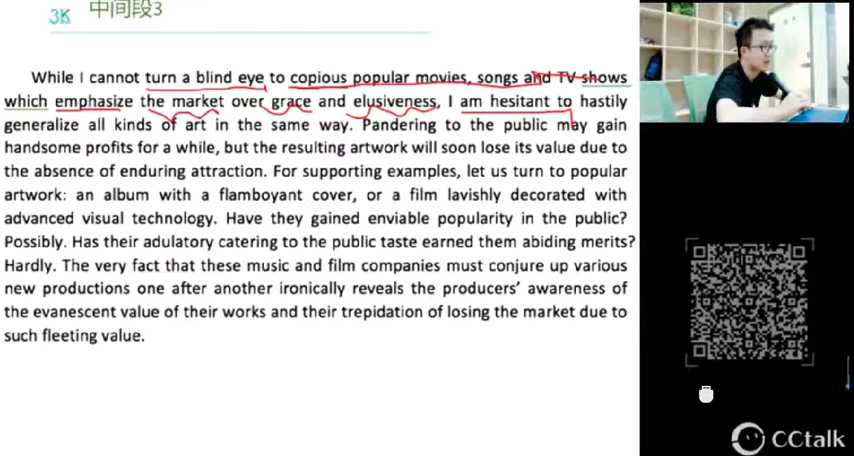 3K 中间段3
While I cannot turn a blind eye to copious popular movies, songs and TV shows
which emphasize the market over grace and elusiveness, I am hesitant to hastily
generalize all kinds of art in the same way. Pandering to the public may gain
handsome profits for a while, but the resulting artwork will soon lose its value due to
the absence of enduring attraction. For supporting examples, let us turn to popular
artwork: an album with a flamboyant cover, or a film lavishly decorated with
advanced visual technology. Have they gained enviable popularity in the public?
Possibly. Has their adulatory catering to the public taste earned them abiding merits?
Hardly. The very fact that these music and film companies must conjure up various
new productions one after another ironically reveals the producers' awareness of
the evanescent value of their works and their trepidation of losing the market due to
such fleeting value.
CCtalk